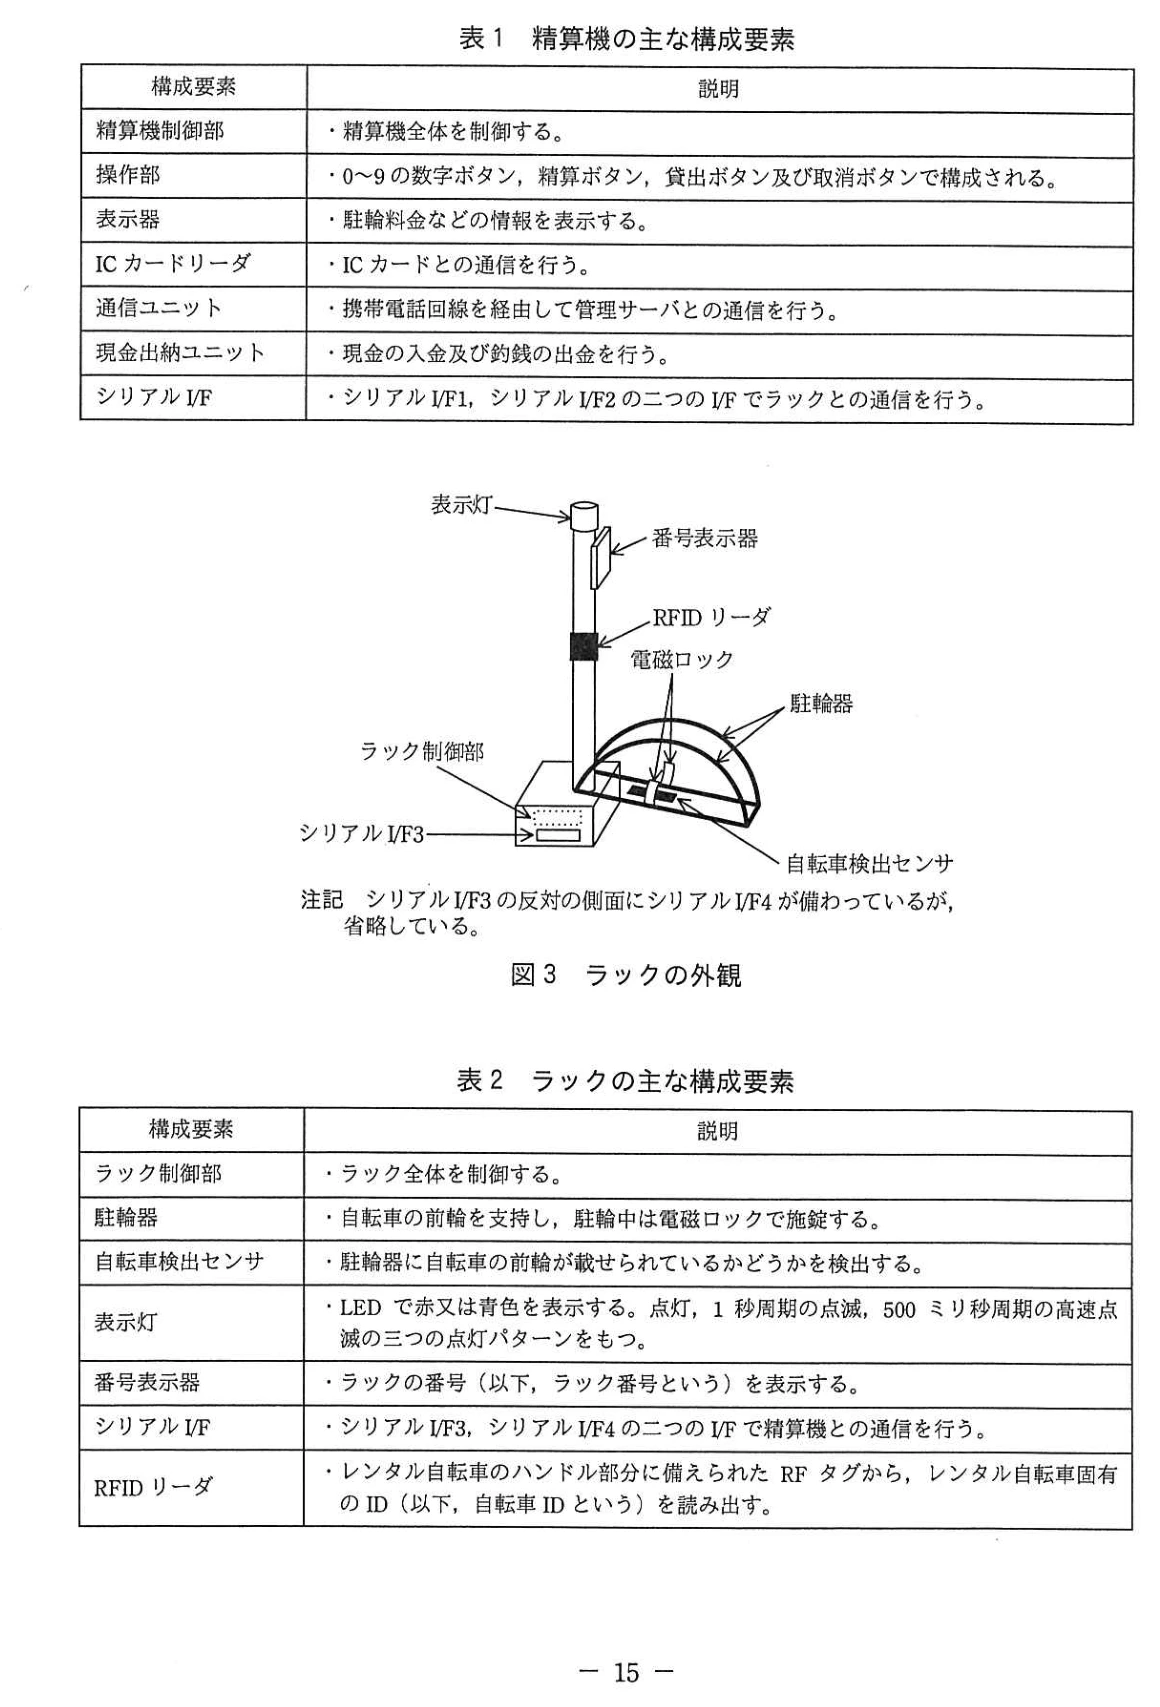 表1 精算機の主な構成要素
構成要素 説明
精算機制御部 ・精算機全体を制御する。
操作部 ・0〜9の数字ボタン，精算ボタン，貸出ボタン及び取消ボタンで構成される。
表示器 ・駐輪料金などの情報を表示する。
ICカードリーダ ・ICカードとの通信を行う。
通信ユニット ・携帯電話回線を経由して管理サーバとの通信を行う。
現金出納ユニット ・現金の入金及び釣銭の出金を行う。
シリアルI/F ・シリアルI/F1，シリアルI/F2の二つのI/Fでラックとの通信を行う。
表示灯
番号表示器
RFIDリーダ
電磁ロック
駐輪器
ラック制御部
シリアルI/F3
自転車検出センサ
注記 シリアルI/F3の反対の側面にシリアルI/F4が備わっているが，
省略している。
図3 ラックの外観
表2 ラックの主な構成要素
構成要素 説明
ラック制御部 ・ラック全体を制御する。
駐輪器 ・自転車の前輪を支持し，駐輪中は電磁ロックで施錠する。
自転車検出センサ ・駐輪器に自転車の前輪が載せられているかどうかを検出する。
表示灯 ・LEDで赤又は青色を表示する。点灯，1秒周期の点滅，500ミリ秒周期の高速点
滅の三つの点灯パターンをもつ。
番号表示器 ・ラックの番号（以下，ラック番号という）を表示する。
シリアルI/F ・シリアルI/F3，シリアルI/F4の二つのI/Fで精算機との通信を行う。
RFIDリーダ ・レンタル自転車のハンドル部分に備えられたRFタグから，レンタル自転車固有
のID（以下，自転車IDという）を読み出す。
− 15 −